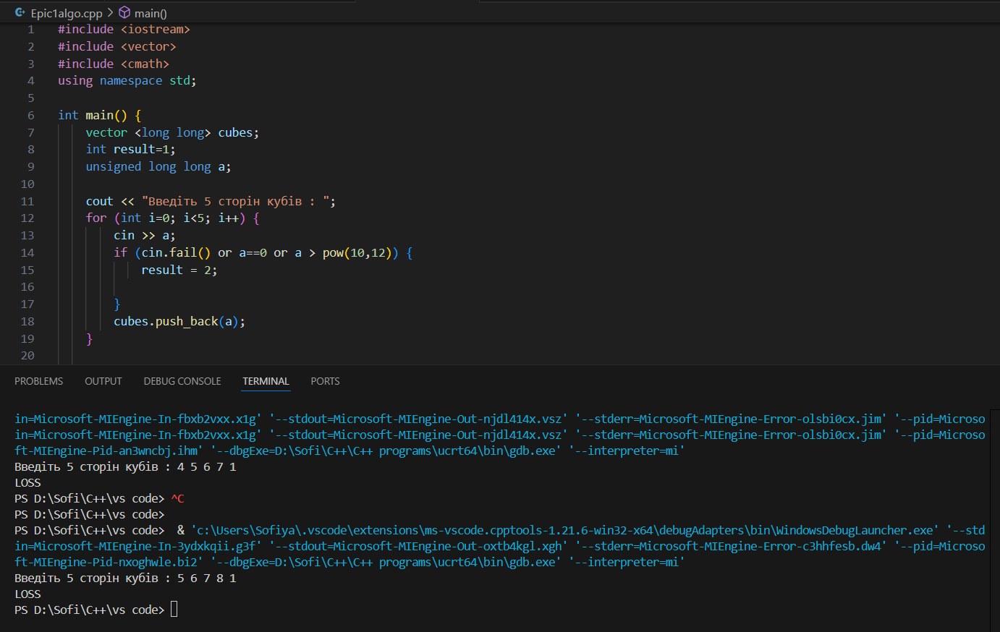 Epic1algo.cpp > main()
1 #include <iostream>
2 #include <vector>
3 #include <cmath>
4 using namespace std;
5
6 int main() {
7 vector <long long> cubes;
8 int result=1;
9 unsigned long long a;
10
11 cout << "Введіть 5 сторін кубів : ";
12 for (int i=0; i<5; i++) {
13 cin >> a;
14 if (cin.fail() or a==0 or a > pow(10,12)) {
15 result = 2;
16
17 }
18 cubes.push_back(a);
19 }
20
PROBLEMS OUTPUT DEBUG CONSOLE TERMINAL PORTS
in=Microsoft-MIEngine-In-fbxb2vxx.x1g' '--stdout=Microsoft-MIEngine-Out-njdl414x.vsz' '--stderr=Microsoft-MIEngine-Error-olsbi0cx.jim' '--pid=Microso
in=Microsoft-MIEngine-In-fbxb2vxx.x1g' '--stdout=Microsoft-MIEngine-Out-njdl414x.vsz' '--stderr=Microsoft-MIEngine-Error-olsbi0cx.jim' '--pid=Microso
ft-MIEngine-Pid-an3wncbj.ihm' '--dbgExe=D:\Sofi\C++\C++ programs\ucrt64\bin\gdb.exe' '--interpreter=mi'
Введіть 5 сторін кубів : 4 5 6 7 1
LOSS
PS D:\Sofi\C++\vs code> ^C
PS D:\Sofi\C++\vs code>
PS D:\Sofi\C++\vs code> & 'c:\Users\Sofiya\.vscode\extensions\ms-vscode.cpptools-1.21.6-win32-x64\debugAdapters\bin\WindowsDebugLauncher.exe' '--std
in=Microsoft-MIEngine-In-3ydxkqii.g3f' '--stdout=Microsoft-MIEngine-Out-oxtb4kgl.xgh' '--stderr=Microsoft-MIEngine-Error-c3hhfesb.dw4' '--pid=Microso
ft-MIEngine-Pid-nxoghwle.bi2' '--dbgExe=D:\Sofi\C++\C++ programs\ucrt64\bin\gdb.exe' '--interpreter=mi'
Введіть 5 сторін кубів : 5 6 7 8 1
LOSS
PS D:\Sofi\C++\vs code>